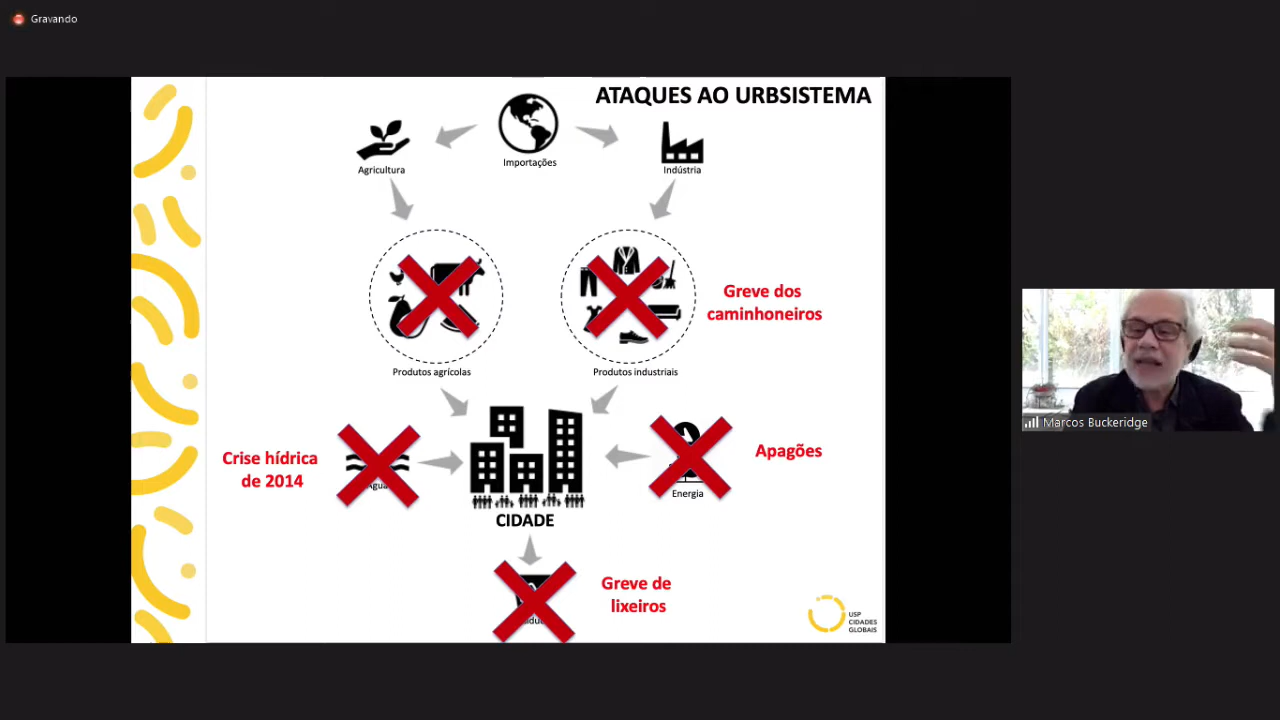 Gravando
ATAQUES AO URBSISTEMA
Importações
Agricultura
Indústria
Greve dos
caminhoneiros
Produtos agrícolas
Produtos industriais
Marcos Buckeridge
Crise hídrica
de 2014
Água
Apagões
Energia
CIDADE
Greve de
lixeiros
USP
CIDADES
GLOBAIS